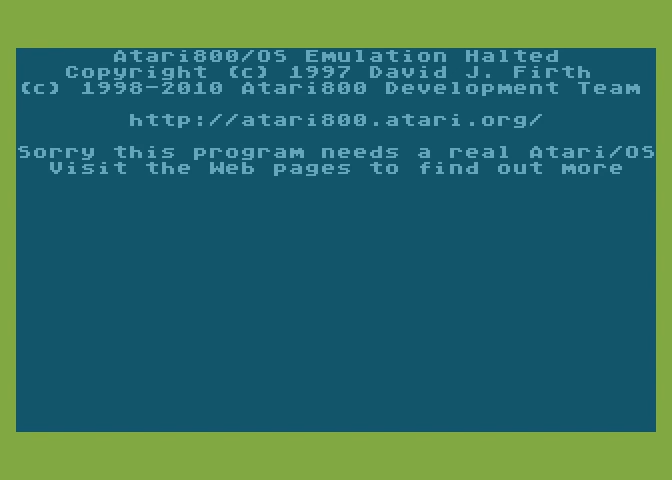 Atari800/OS Emulation Halted
Copyright (c) 1997 David J. Firth
(c) 1998-2010 Atari800 Development Team
http://atari800.atari.org/
Sorry this program needs a real Atari/OS
Visit the Web pages to find out more